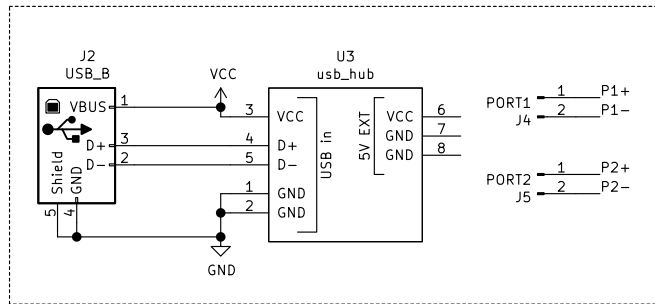 J2
USB_B
VBUS 1
D+ 3
D- 2
Shield
GND
5
4
VCC
GND
U3
usb_hub
3 VCC
4 D+
5 D-
1 GND
2 GND
USB in
5V EXT
VCC 6
GND 7
GND 8
PORT1
J4
1 P1+
2 P1-
PORT2
J5
1 P2+
2 P2-